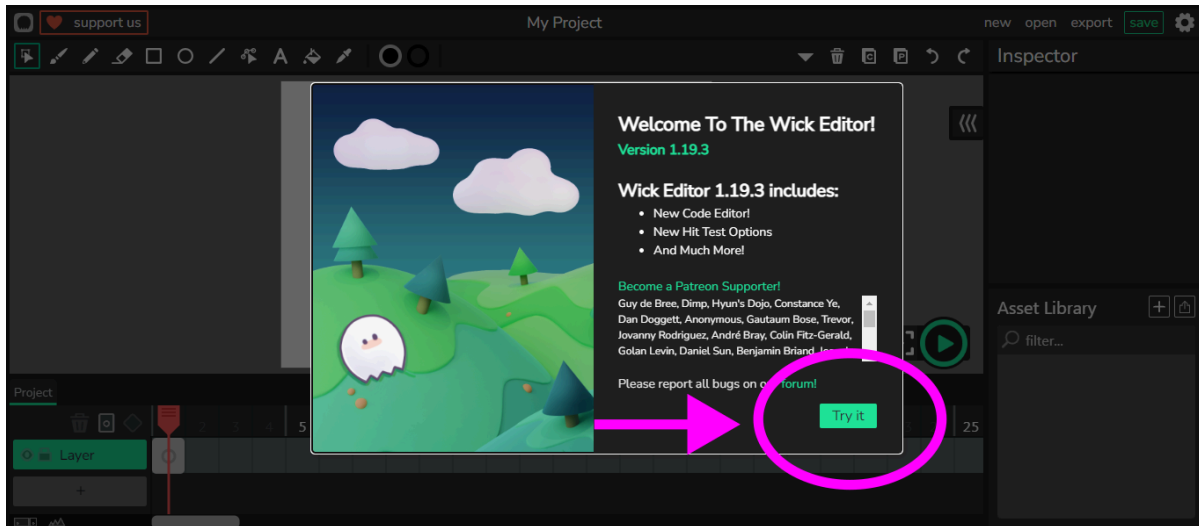 support us
My Project
new open export save
Inspector
Welcome To The Wick Editor!
Version 1.19.3
Wick Editor 1.19.3 includes:
• New Code Editor!
• New Hit Test Options
• And Much More!
Become a Patreon Supporter!
Guy de Bree, Dimp, Hyun's Dojo, Constance Ye,
Dan Doggett, Anonymous, Gautaum Bose, Trevor,
Jovanny Rodriguez, André Bray, Colin Fitz-Gerald,
Golan Levin, Daniel Sun, Benjamin Briand,
Please report all bugs on our forum!
Try it
Asset Library
filter...
Project
2 3 4 5 25
Layer
+